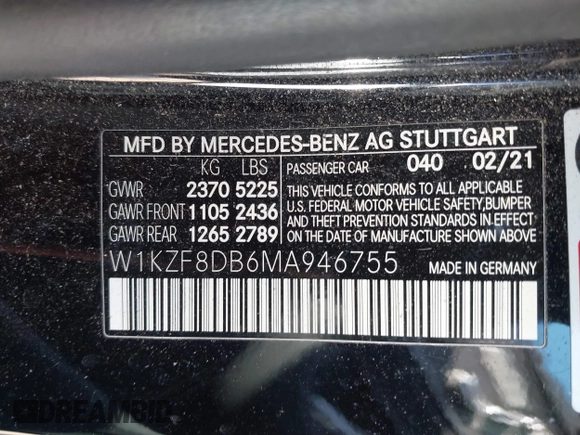 MFD BY MERCEDES-BENZ AG STUTTGART
KG LBS PASSENGER CAR 040 02/21
GVWR 2370 5225 THIS VEHICLE CONFORMS TO ALL APPLICABLE
GAWR FRONT 1105 2436 U.S. FEDERAL MOTOR VEHICLE SAFETY,BUMPER
AND THEFT PREVENTION STANDARDS IN EFFECT
GAWR REAR 1265 2789 ON THE DATE OF MANUFACTURE SHOWN ABOVE.
W1KZF8DB6MA946755 MADE IN GERMANY
DREAMBID